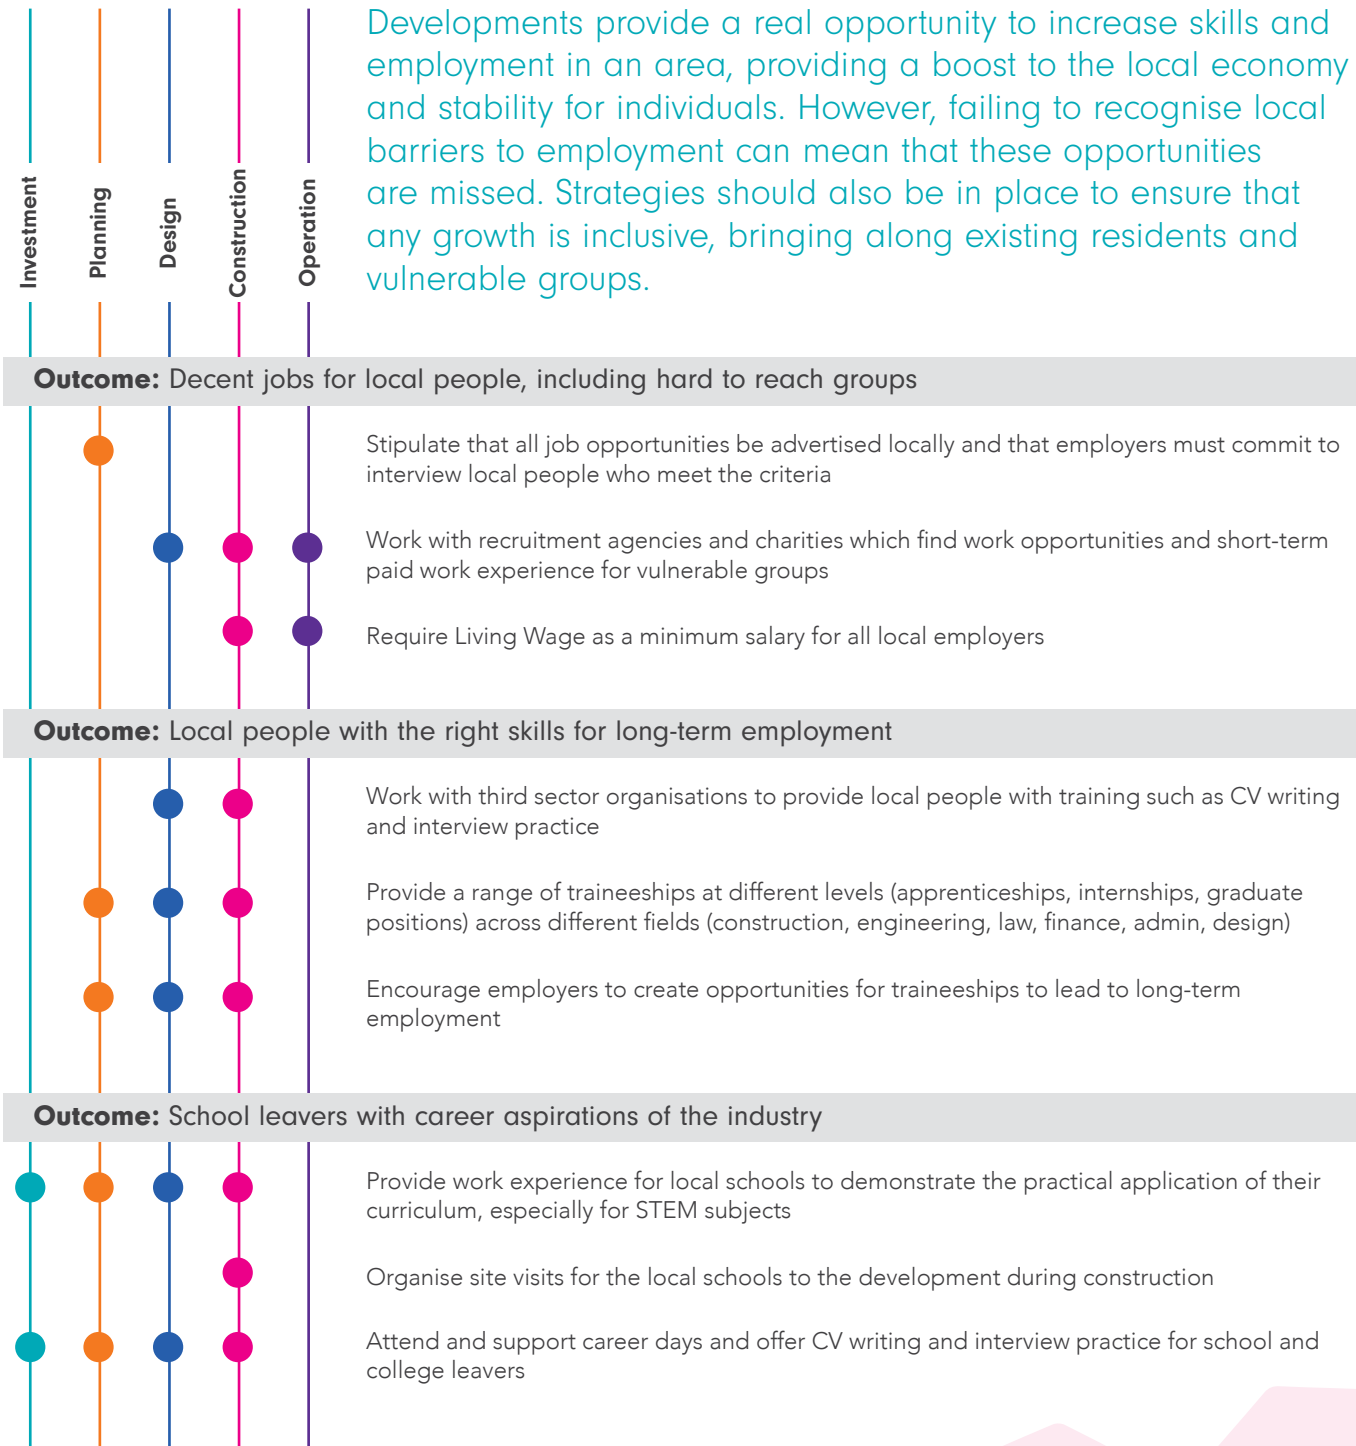 Developments provide a real opportunity to increase skills and
employment in an area, providing a boost to the local economy
and stability for individuals. However, failing to recognise local
barriers to employment can mean that these opportunities
are missed. Strategies should also be in place to ensure that
any growth is inclusive, bringing along existing residents and
vulnerable groups.
Investment
Planning
Design
Construction
Operation
Outcome: Decent jobs for local people, including hard to reach groups
Stipulate that all job opportunities be advertised locally and that employers must commit to
interview local people who meet the criteria
Work with recruitment agencies and charities which find work opportunities and short-term
paid work experience for vulnerable groups
Require Living Wage as a minimum salary for all local employers
Outcome: Local people with the right skills for long-term employment
Work with third sector organisations to provide local people with training such as CV writing
and interview practice
Provide a range of traineeships at different levels (apprenticeships, internships, graduate
positions) across different fields (construction, engineering, law, finance, admin, design)
Encourage employers to create opportunities for traineeships to lead to long-term
employment
Outcome: School leavers with career aspirations of the industry
Provide work experience for local schools to demonstrate the practical application of their
curriculum, especially for STEM subjects
Organise site visits for the local schools to the development during construction
Attend and support career days and offer CV writing and interview practice for school and
college leavers